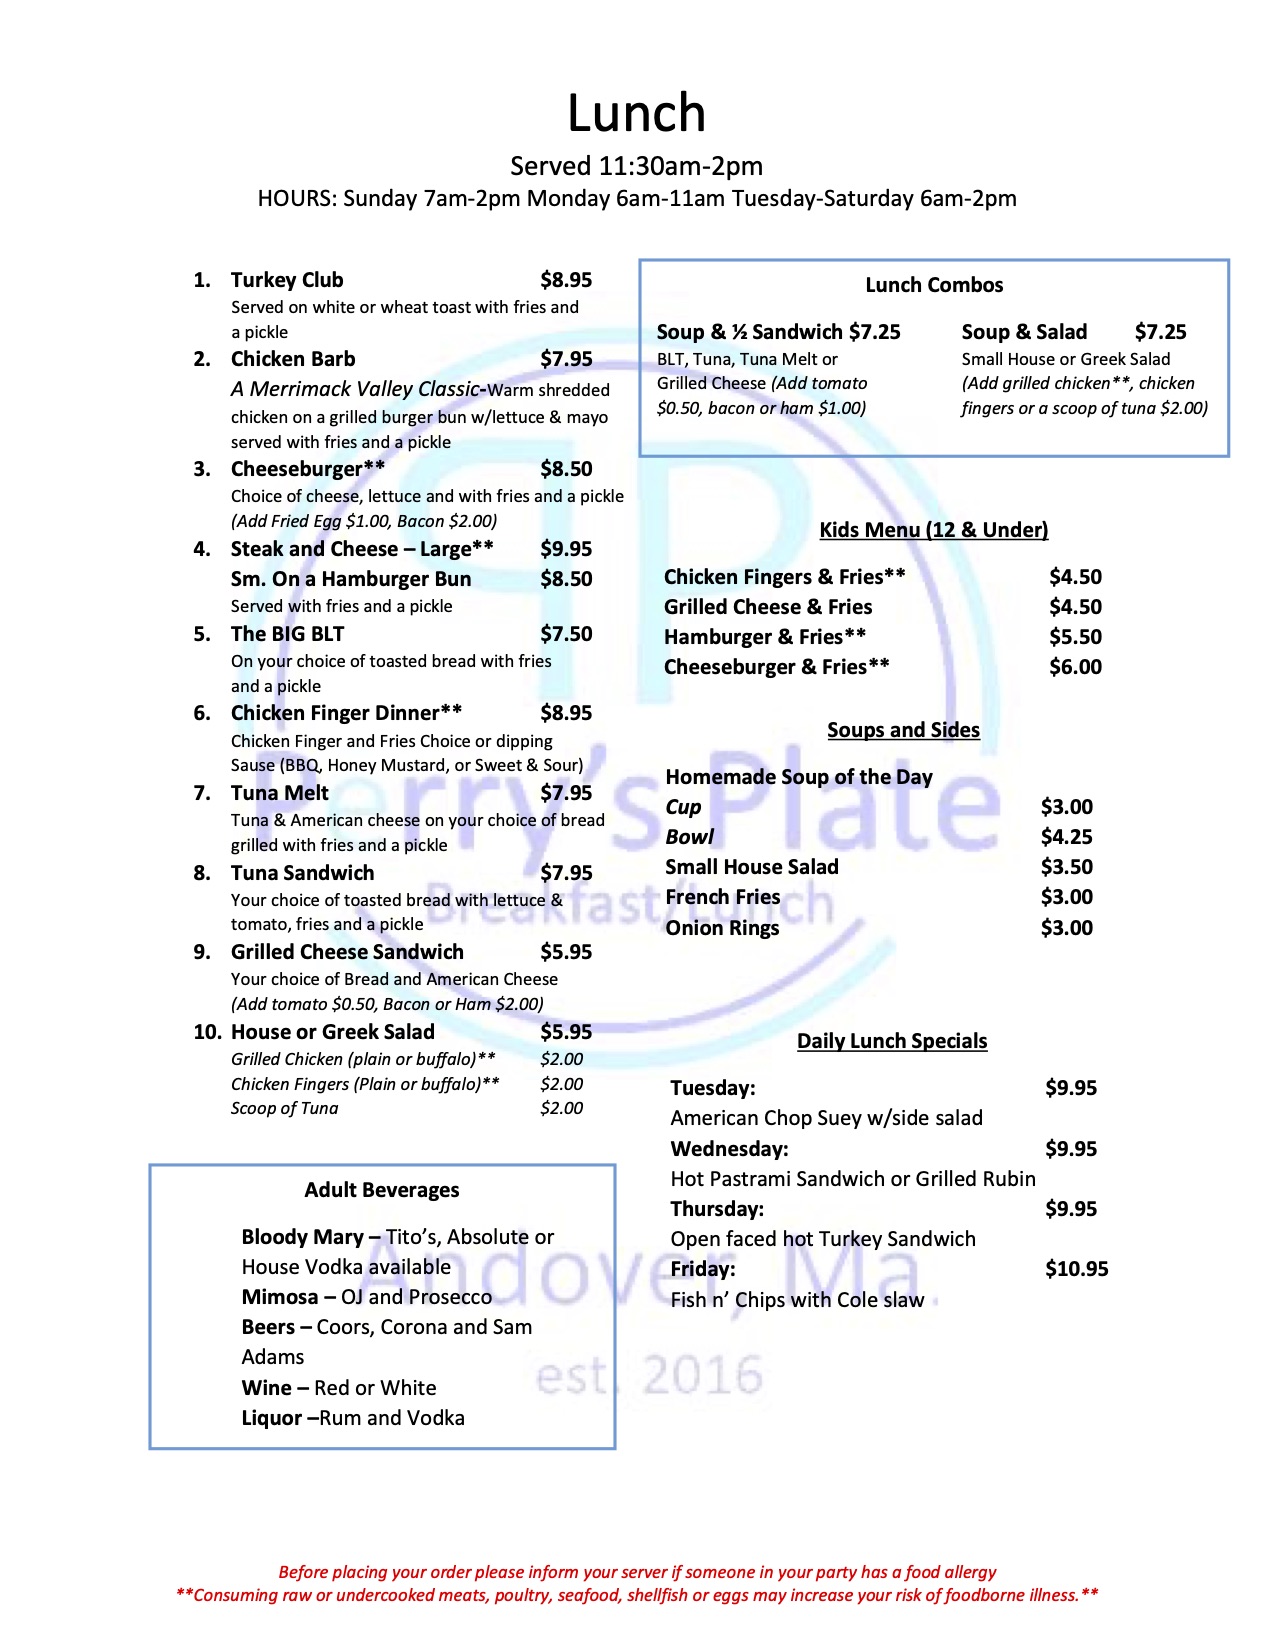 Lunch
Served 11:30am-2pm
HOURS: Sunday 7am-2pm Monday 6am-11am Tuesday-Saturday 6am-2pm
1. Turkey Club $8.95
Served on white or wheat toast with fries and
a pickle
2. Chicken Barb $7.95
A Merrimack Valley Classic-Warm shredded
chicken on a grilled burger bun w/lettuce & mayo
served with fries and a pickle
3. Cheeseburger** $8.50
Choice of cheese, lettuce and with fries and a pickle
(Add Fried Egg $1.00, Bacon $2.00)
4. Steak and Cheese – Large** $9.95
Sm. On a Hamburger Bun $8.50
Served with fries and a pickle
5. The BIG BLT $7.50
On your choice of toasted bread with fries
and a pickle
6. Chicken Finger Dinner** $8.95
Chicken Finger and Fries Choice or dipping
Sause (BBQ, Honey Mustard, or Sweet & Sour)
7. Tuna Melt $7.95
Tuna & American cheese on your choice of bread
grilled with fries and a pickle
8. Tuna Sandwich $7.95
Your choice of toasted bread with lettuce &
tomato, fries and a pickle
9. Grilled Cheese Sandwich $5.95
Your choice of Bread and American Cheese
(Add tomato $0.50, Bacon or Ham $2.00)
10. House or Greek Salad $5.95
Grilled Chicken (plain or buffalo)** $2.00
Chicken Fingers (Plain or buffalo)** $2.00
Scoop of Tuna $2.00
Adult Beverages
Bloody Mary – Tito's, Absolute or
House Vodka available
Mimosa – OJ and Prosecco
Beers – Coors, Corona and Sam
Adams
Wine – Red or White
Liquor –Rum and Vodka
Lunch Combos
Soup & ½ Sandwich $7.25
BLT, Tuna, Tuna Melt or
Grilled Cheese (Add tomato
$0.50, bacon or ham $1.00)
Soup & Salad $7.25
Small House or Greek Salad
(Add grilled chicken**, chicken
fingers or a scoop of tuna $2.00)
Kids Menu (12 & Under)
Chicken Fingers & Fries** $4.50
Grilled Cheese & Fries $4.50
Hamburger & Fries** $5.50
Cheeseburger & Fries** $6.00
Soups and Sides
Homemade Soup of the Day
Cup $3.00
Bowl $4.25
Small House Salad $3.50
French Fries $3.00
Onion Rings $3.00
Daily Lunch Specials
Tuesday: $9.95
American Chop Suey w/side salad
Wednesday: $9.95
Hot Pastrami Sandwich or Grilled Rubin
Thursday: $9.95
Open faced hot Turkey Sandwich
Friday: $10.95
Fish n' Chips with Cole slaw
PP
Perry's Plate
Breakfast/Lunch
Andover, Ma.
est. 2016
Before placing your order please inform your server if someone in your party has a food allergy
**Consuming raw or undercooked meats, poultry, seafood, shellfish or eggs may increase your risk of foodborne illness.**